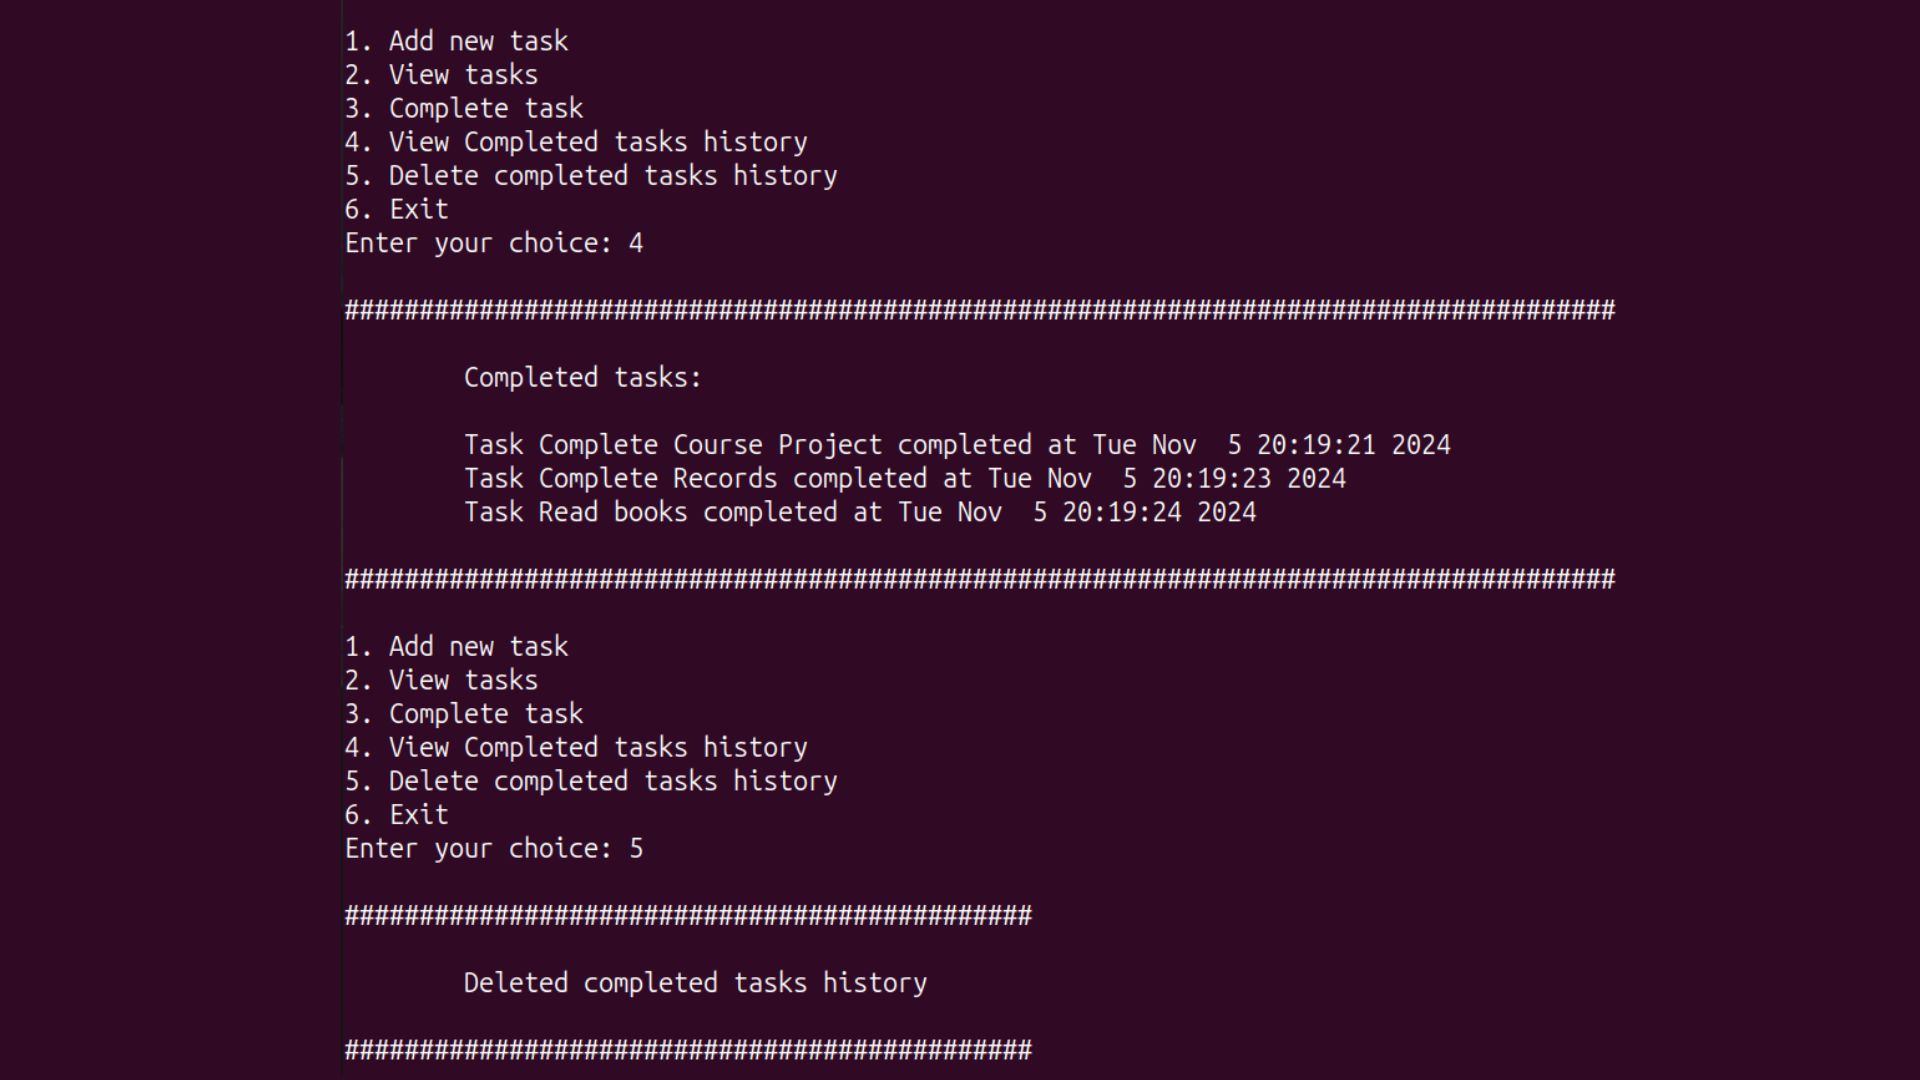 1. Add new task
2. View tasks
3. Complete task
4. View Completed tasks history
5. Delete completed tasks history
6. Exit
Enter your choice: 4
#####################################################################################
Completed tasks:
Task Complete Course Project completed at Tue Nov  5 20:19:21 2024
Task Complete Records completed at Tue Nov  5 20:19:23 2024
Task Read books completed at Tue Nov  5 20:19:24 2024
#####################################################################################
1. Add new task
2. View tasks
3. Complete task
4. View Completed tasks history
5. Delete completed tasks history
6. Exit
Enter your choice: 5
##############################################
Deleted completed tasks history
##############################################